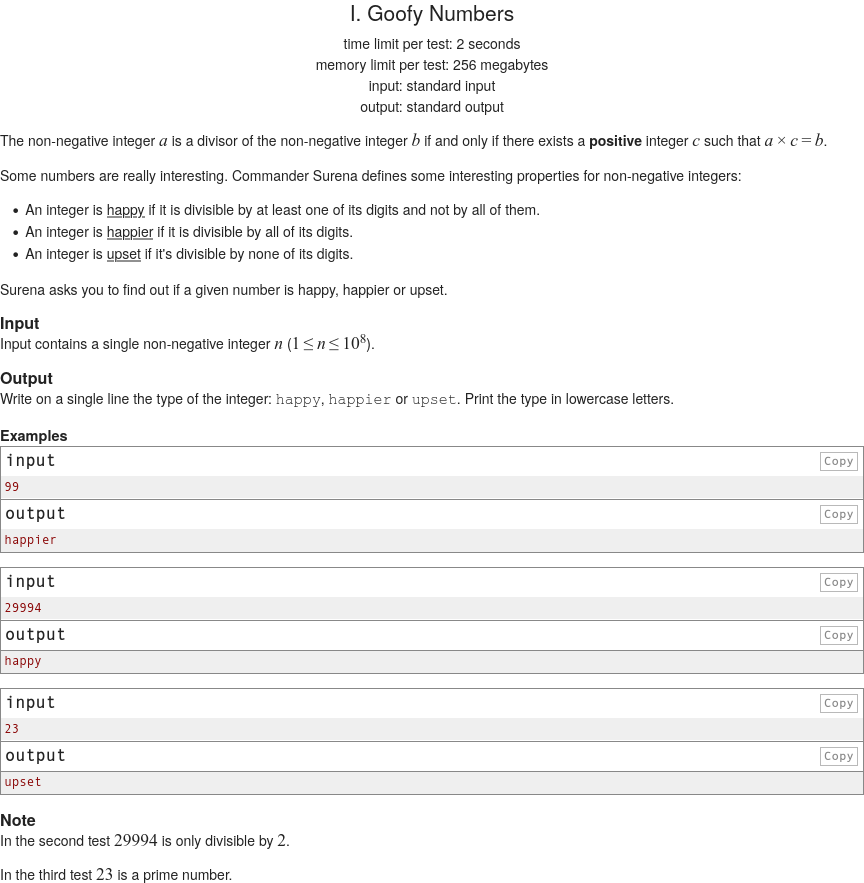 I. Goofy Numbers
time limit per test: 2 seconds
memory limit per test: 256 megabytes
input: standard input
output: standard output
The non-negative integer a is a divisor of the non-negative integer b if and only if there exists a positive integer c such that a × c = b.
Some numbers are really interesting. Commander Surena defines some interesting properties for non-negative integers:
• An integer is happy if it is divisible by at least one of its digits and not by all of them.
• An integer is happier if it is divisible by all of its digits.
• An integer is upset if it's divisible by none of its digits.
Surena asks you to find out if a given number is happy, happier or upset.
Input
Input contains a single non-negative integer n (1 ≤ n ≤ 10⁸).
Output
Write on a single line the type of the integer: happy, happier or upset. Print the type in lowercase letters.
Examples
input Copy
99
output Copy
happier
input Copy
29994
output Copy
happy
input Copy
23
output Copy
upset
Note
In the second test 29994 is only divisible by 2.
In the third test 23 is a prime number.